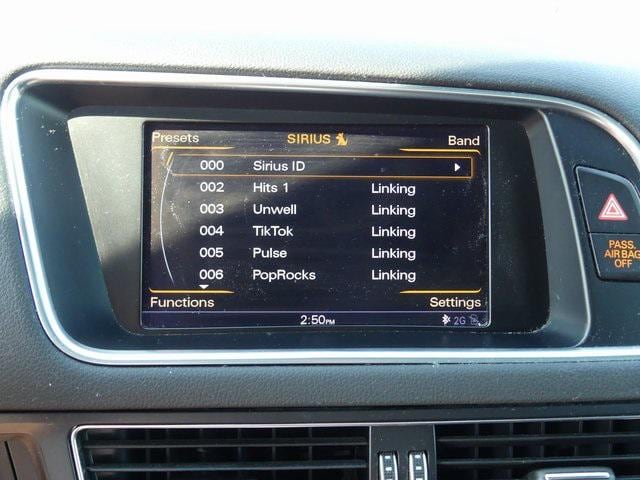 Presets SIRIUS Band
000 Sirius ID
002 Hits 1 Linking
003 Unwell Linking
004 TikTok Linking
005 Pulse Linking
006 PopRocks Linking
Functions Settings
2:50PM 2G
PASS.
AIR BAG
OFF